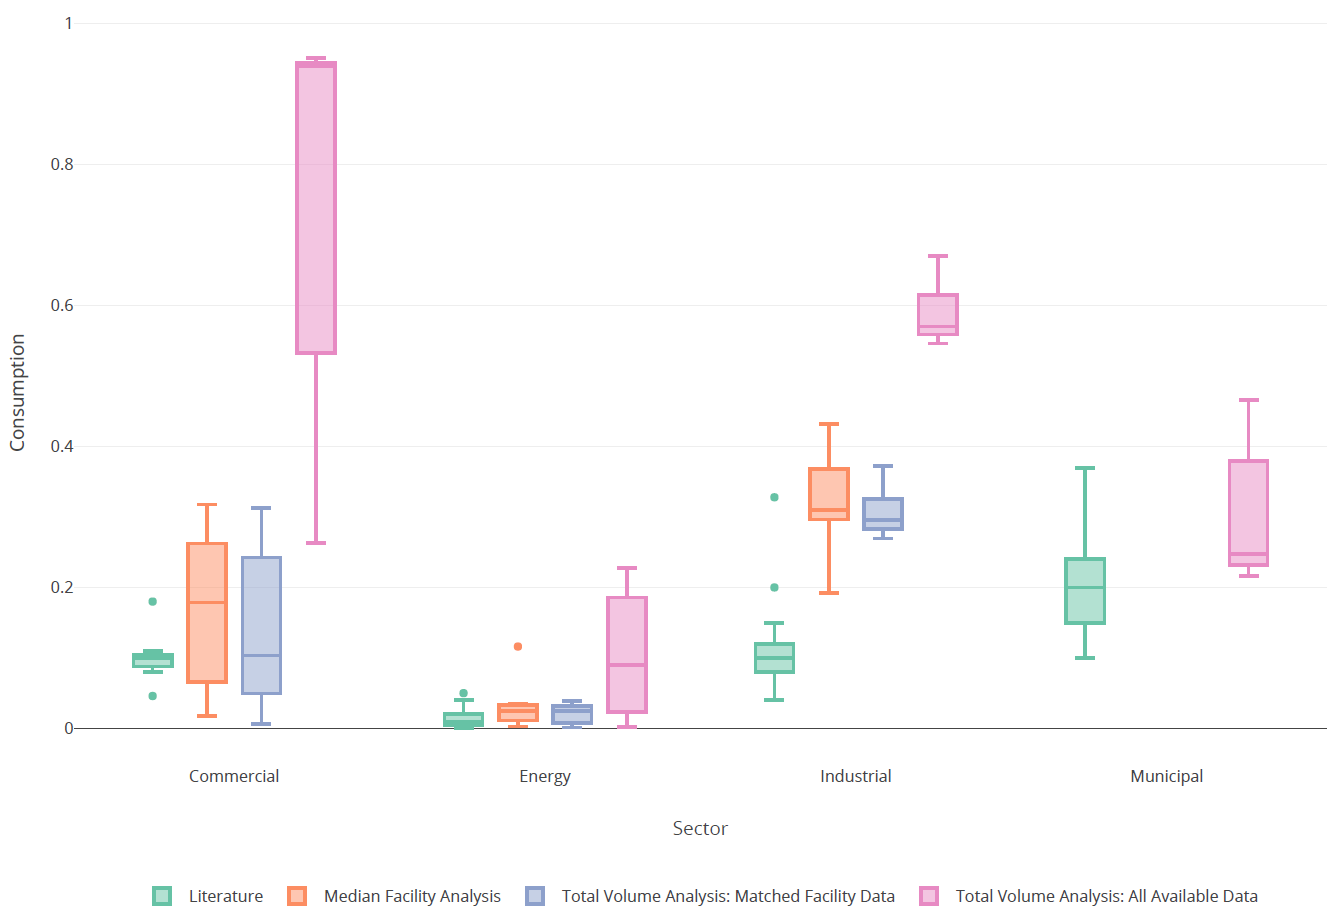 1
0.8
0.6
0.4
0.2
0
Consumption
Commercial
Energy
Industrial
Municipal
Sector
Literature
Median Facility Analysis
Total Volume Analysis: Matched Facility Data
Total Volume Analysis: All Available Data